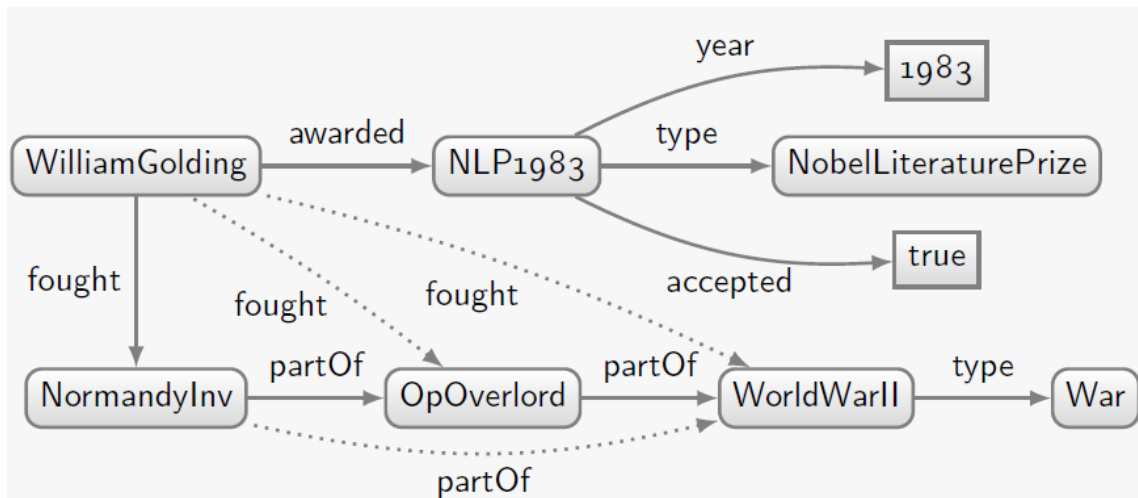 year
1983
awarded
type
WilliamGolding
NLP1983
NobelLiteraturePrize
true
accepted
fought
fought
fought
partOf
partOf
type
NormandyInv
OpOverlord
WorldWarII
War
partOf